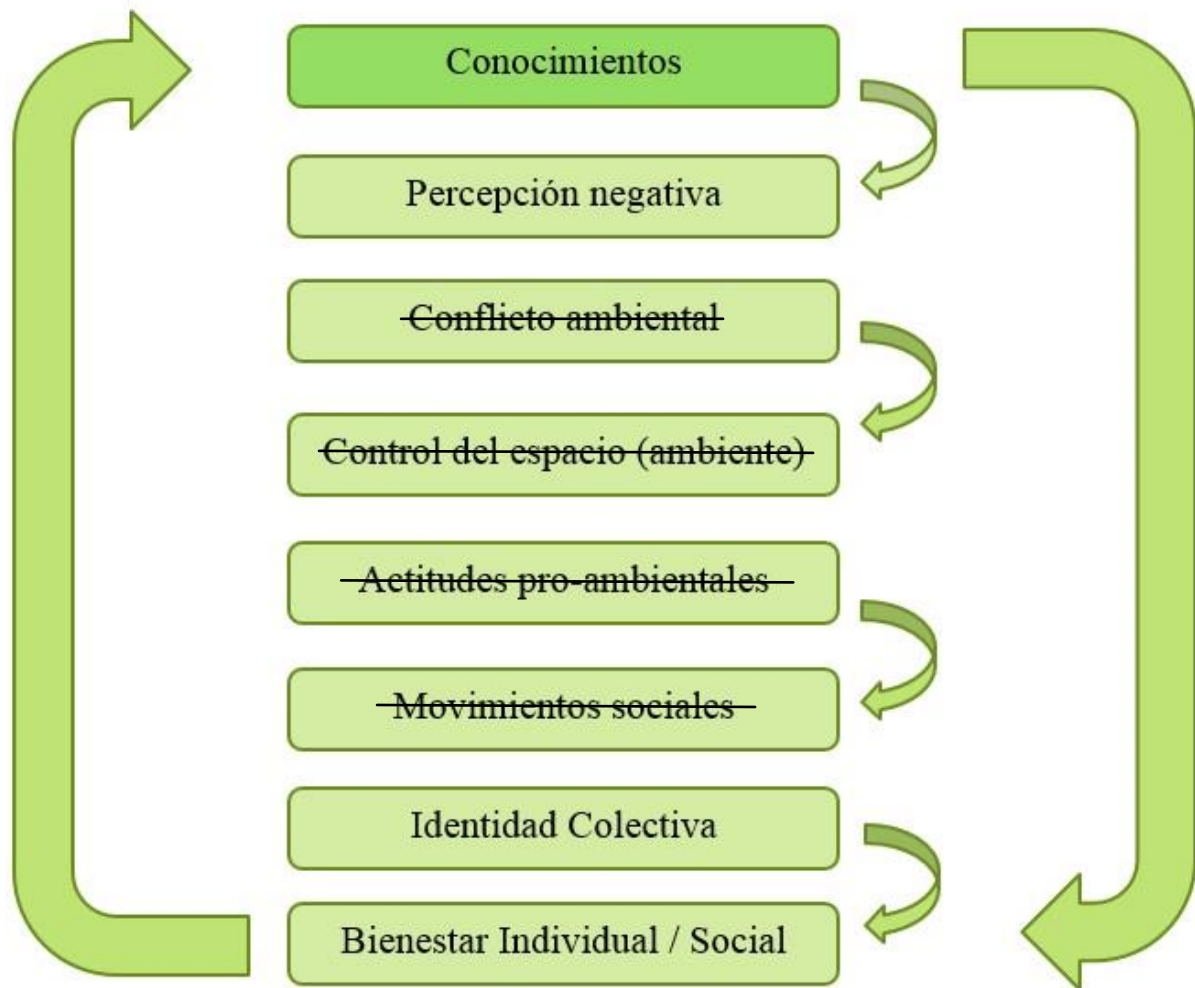 Conocimientos
Percepción negativa
Conflicto ambiental
Control del espacio (ambiente)
Actitudes pro-ambientales
Movimientos sociales
Identidad Colectiva
Bienestar Individual / Social